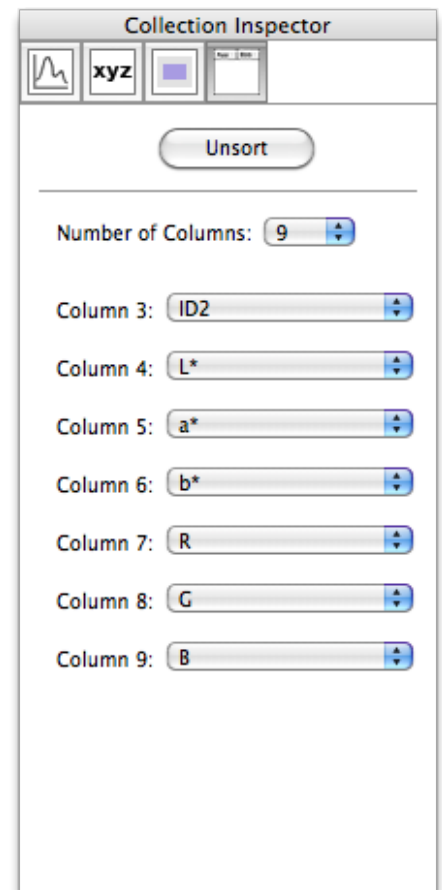 Collection Inspector
xyz
Unsort
Number of Columns: 9
Column 3: ID2
Column 4: L*
Column 5: a*
Column 6: b*
Column 7: R
Column 8: G
Column 9: B